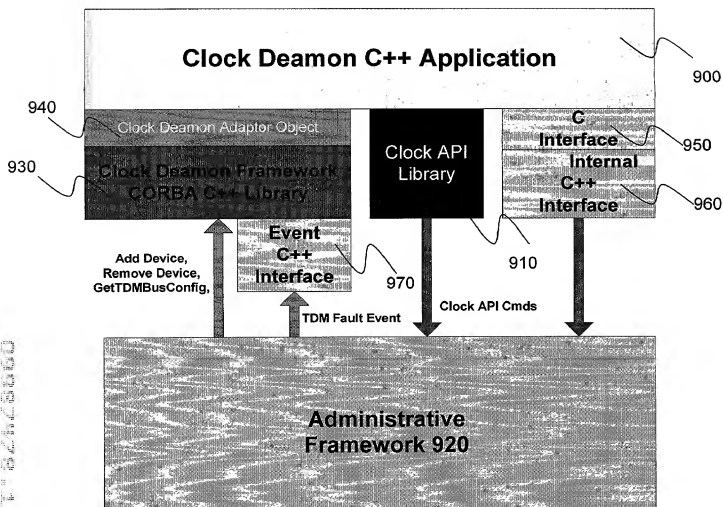 Clock Deamon C++ Application
900
940
Clock Deamon Adaptor Object
930
Clock Deamon Framework
CORBA C++ Library
Clock API
Library
C
Interface
950
Internal
C++
Interface
960
Event
C++
Interface
970
910
Add Device,
Remove Device,
GetTDMBusConfig,
TDM Fault Event
Clock API Cmds
Administrative
Framework 920